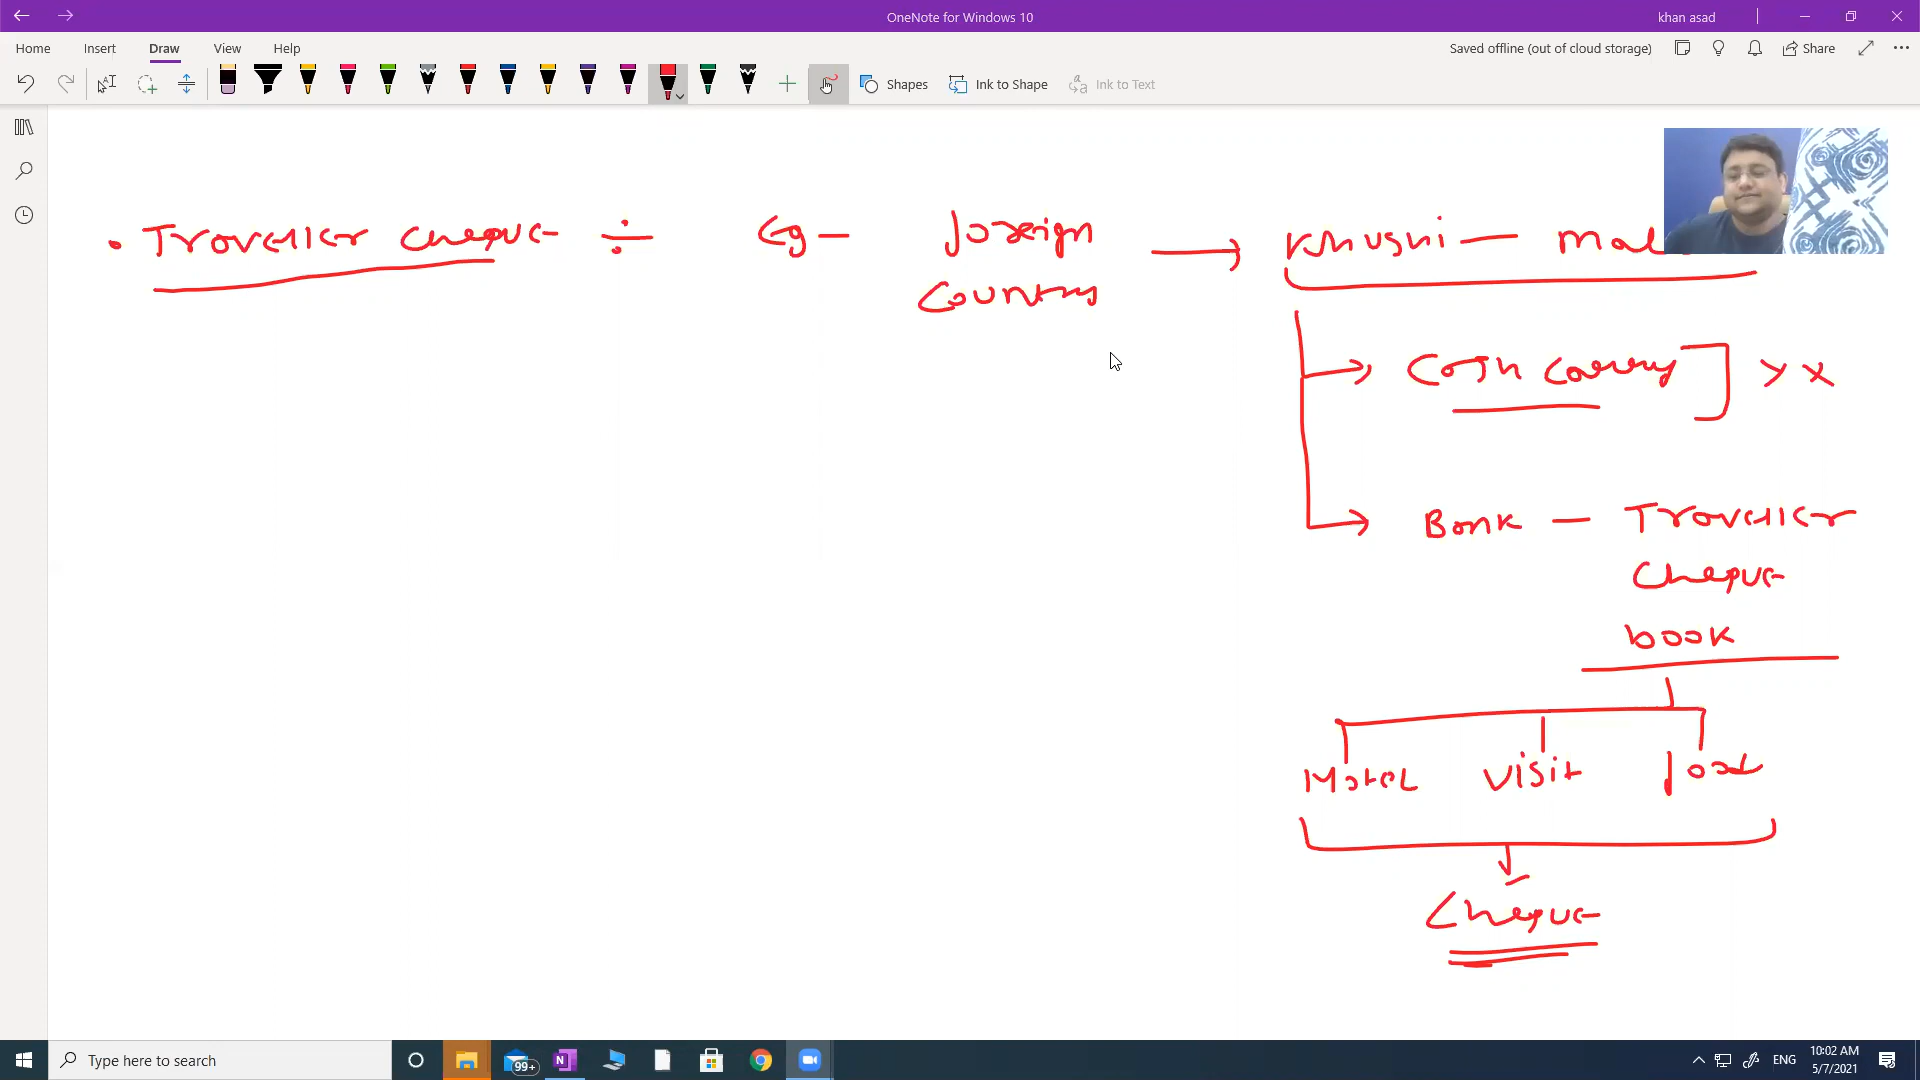 OneNote for Windows 10
khan asad
Home Insert Draw View Help
Saved offline (out of cloud storage)
Share
Shapes
Ink to Shape
Ink to Text
• Traveller Cheque ÷ Eg — foreign Country → Khushi —
Cash Carry ] x x
Bank — Traveller
Cheque
book
Hotel Visit food
Cheque
Type here to search
99+
ENG
10:02 AM
5/7/2021